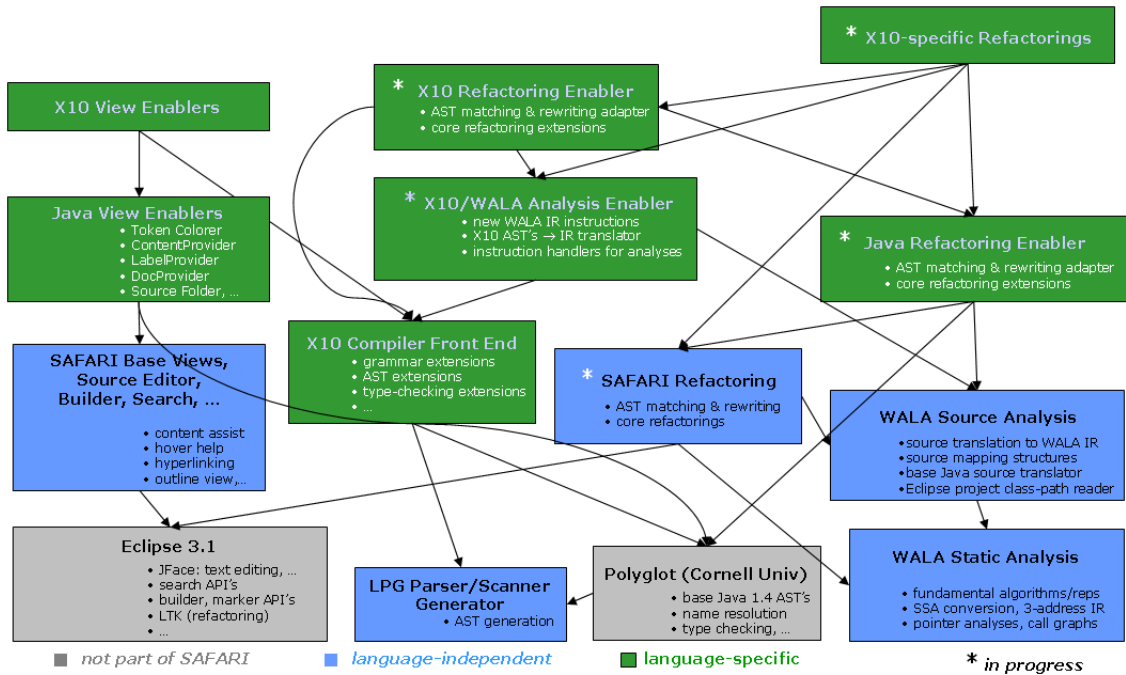 * X10-specific Refactorings
* X10 Refactoring Enabler
• AST matching & rewriting adapter
• core refactoring extensions
X10 View Enablers
* X10/WALA Analysis Enabler
• new WALA IR instructions
• X10 AST's → IR translator
• instruction handlers for analyses
Java View Enablers
• Token Colorer
• ContentProvider
• LabelProvider
• DocProvider
• Source Folder, ...
* Java Refactoring Enabler
• AST matching & rewriting adapter
• core refactoring extensions
X10 Compiler Front End
• grammar extensions
• AST extensions
• type-checking extensions
• ...
SAFARI Base Views,
Source Editor,
Builder, Search, ...
• content assist
• hover help
• hyperlinking
• outline view,...
* SAFARI Refactoring
• AST matching & rewriting
• core refactorings
WALA Source Analysis
• source translation to WALA IR
• source mapping structures
• base Java source translator
• Eclipse project class-path reader
Eclipse 3.1
• JFace: text editing, ...
• search API's
• builder, marker API's
• LTK (refactoring)
• ...
LPG Parser/Scanner
Generator
• AST generation
Polyglot (Cornell Univ)
• base Java 1.4 AST's
• name resolution
• type checking, ...
WALA Static Analysis
• fundamental algorithms/reps
• SSA conversion, 3-address IR
• pointer analyses, call graphs
not part of SAFARI
language-independent
language-specific
* in progress